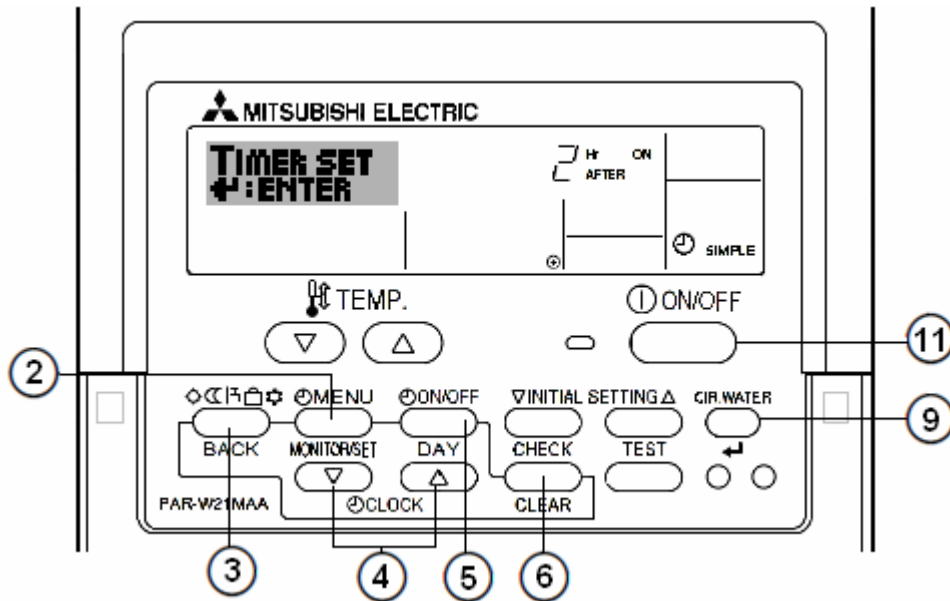 MITSUBISHI ELECTRIC
TIMER SET
↵:ENTER
2 Hr ON
AFTER
SIMPLE
TEMP.
ON/OFF
11
2
MENU
ON/OFF
▽INITIAL SETTING△
CIR.WATER
9
BACK
MONITOR/SET
DAY
CHECK
TEST
PAR-W21MAA
CLOCK
CLEAR
3
4
5
6